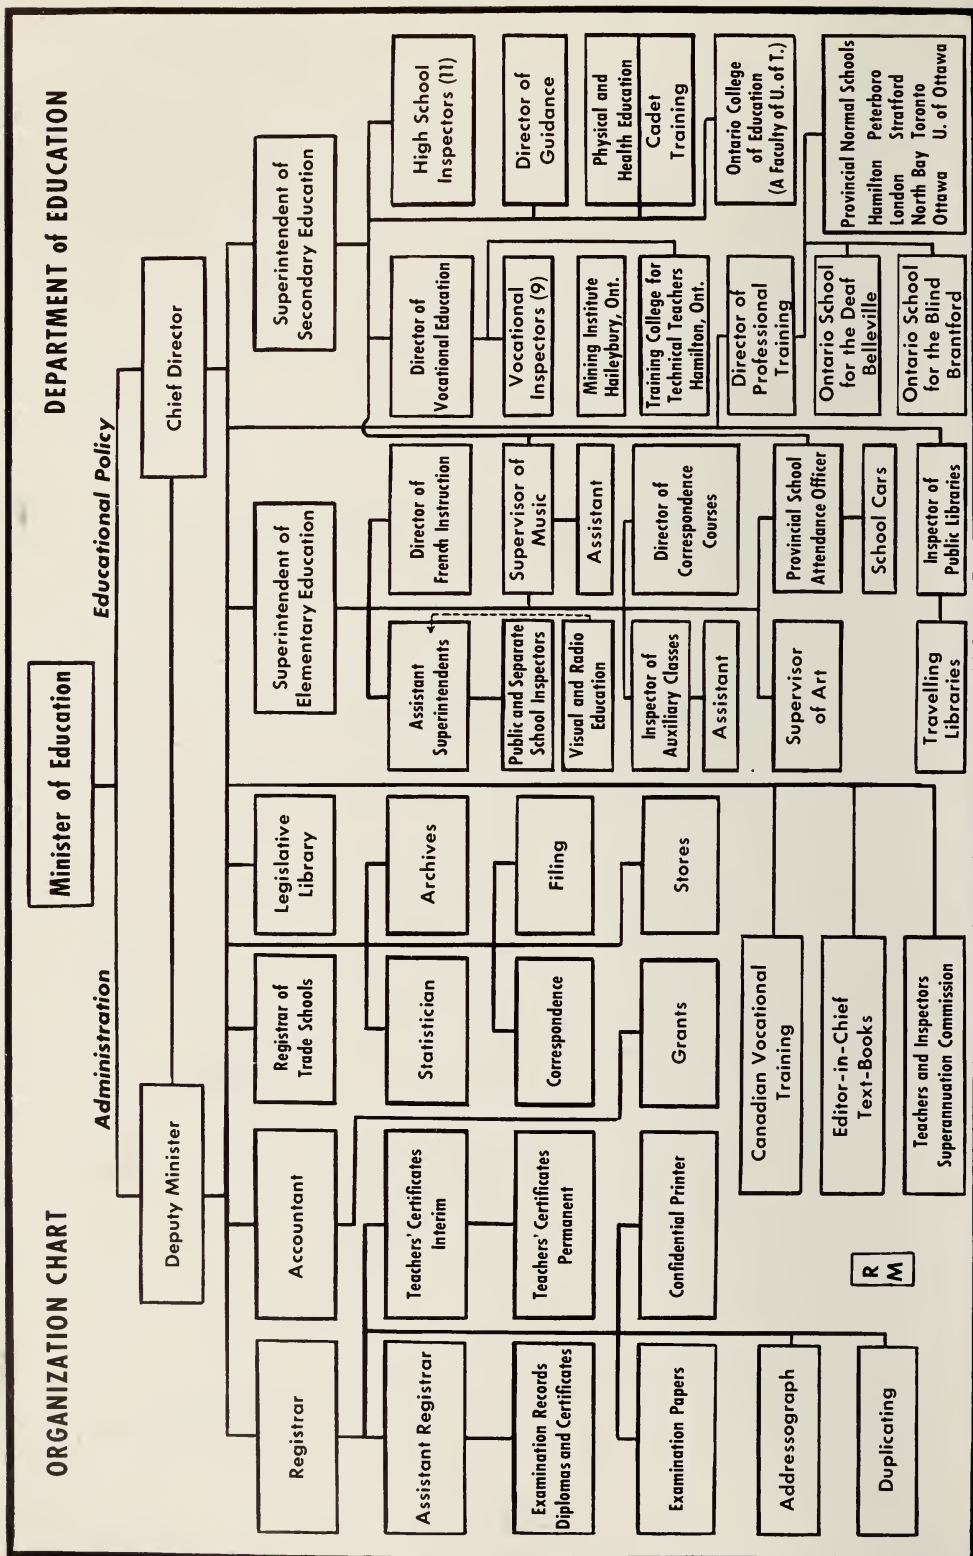 ORGANIZATION CHART
DEPARTMENT of EDUCATION
Minister of Education
Administration
Educational Policy
Deputy Minister
Chief Director
Registrar
Accountant
Registrar of
Trade Schools
Legislative
Library
Superintendent of
Elementary Education
Superintendent of
Secondary Education
Assistant Registrar
Teachers' Certificates
Interim
Statistician
Archives
Assistant
Superintendents
Director of
French Instruction
Director of
Vocational Education
High School
Inspectors (11)
Examination Records
Diplomas and Certificates
Teachers' Certificates
Permanent
Correspondence
Filing
Public and Separate
School Inspectors
Visual and Radio
Education
Supervisor of
Music
Assistant
Vocational
Inspectors (9)
Director of
Guidance
Mining Institute
Haileybury, Ont.
Physical and
Health Education
Cadet
Training
Examination Papers
Confidential Printer
Grants
Stores
Inspector of
Auxiliary Classes
Assistant
Director of
Correspondence
Courses
Training College for
Technical Teachers
Hamilton, Ont.
Ontario College
of Education
(A Faculty of U. of T.)
Addressograph
Canadian Vocational
Training
Supervisor
of Art
Provincial School
Attendance Officer
Director of
Professional
Training
Provincial Normal Schools
Hamilton Peterboro
London Stratford
North Bay Toronto
Ottawa U. of Ottawa
Duplicating
R
M
Editor-in-Chief
Text-Books
School Cars
Ontario School
for the Deaf
Belleville
Teachers and Inspectors
Superannuation Commission
Travelling
Libraries
Inspector of
Public Libraries
Ontario School
for the Blind
Brantford